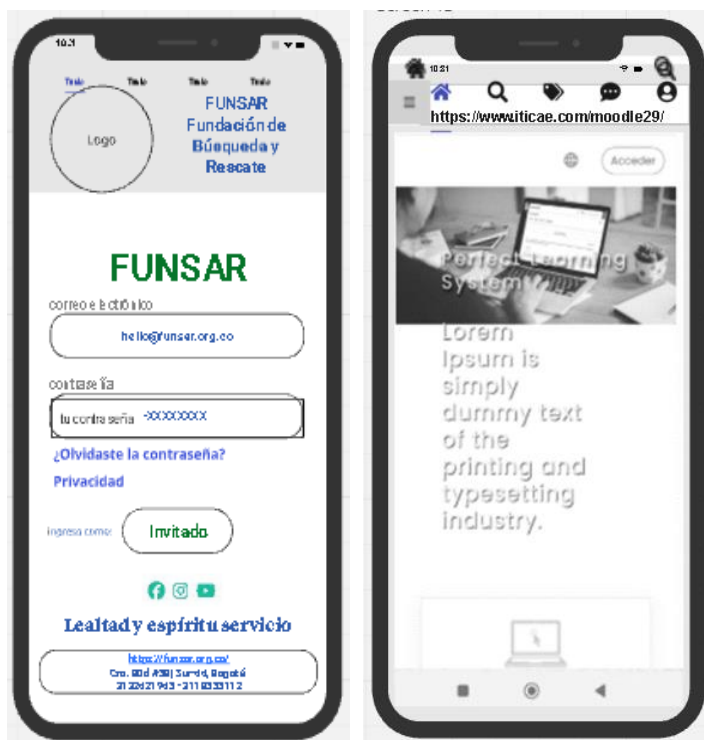 10:31
Titulo Titulo Titulo Titulo
Logo
FUNSAR
Fundación de
Búsqueda y
Rescate
FUNSAR
correo electrónico
hello@funsar.org.co
contraseña
tu contraseña -XXXXXXXX
¿Olvidaste la contraseña?
Privacidad
ingresa como:
Invitado
Lealtad y espíritu servicio
https://funsar.org.co/
Bogotá
10:31
https://www.iticae.com/moodle29/
Acceder
Perfect Learning
System
Lorem
Ipsum is
simply
dummy text
of the
printing and
typesetting
industry.